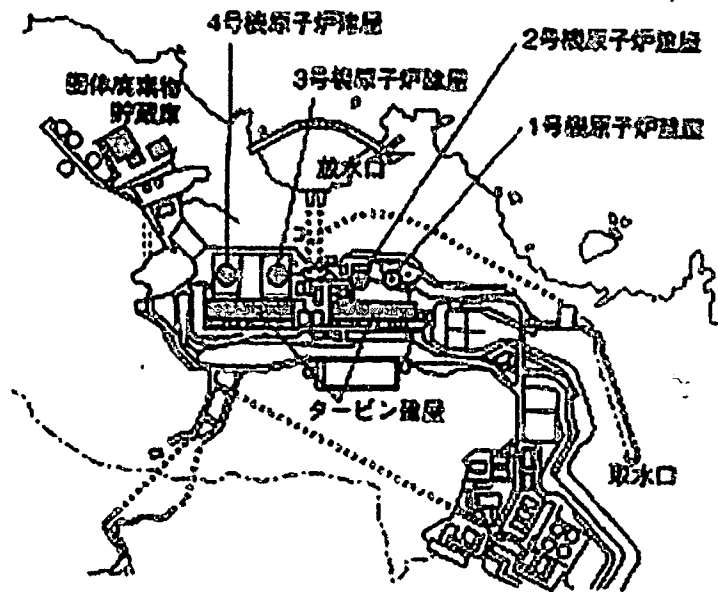 4号機原子炉建屋
2号機原子炉建屋
固体廃棄物
貯蔵庫
3号機原子炉建屋
1号機原子炉建屋
放水口
タービン建屋
取水口